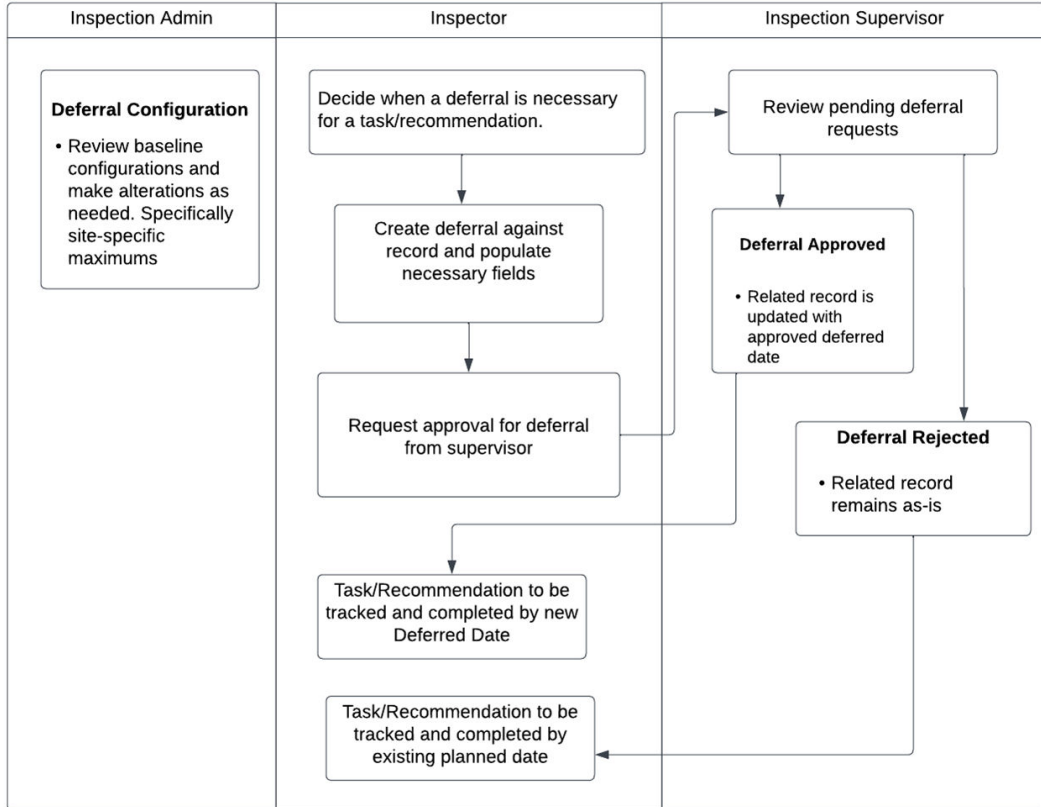 Inspection Admin
Inspector
Inspection Supervisor
Deferral Configuration
• Review baseline
configurations and
make alterations as
needed. Specifically
site-specific
maximums
Decide when a deferral is necessary
for a task/recommendation.
Create deferral against
record and populate
necessary fields
Request approval for deferral
from supervisor
Review pending deferral
requests
Deferral Approved
• Related record is
updated with
approved deferred
date
Deferral Rejected
• Related record
remains as-is
Task/Recommendation to be
tracked and completed by new
Deferred Date
Task/Recommendation to be
tracked and completed by
existing planned date